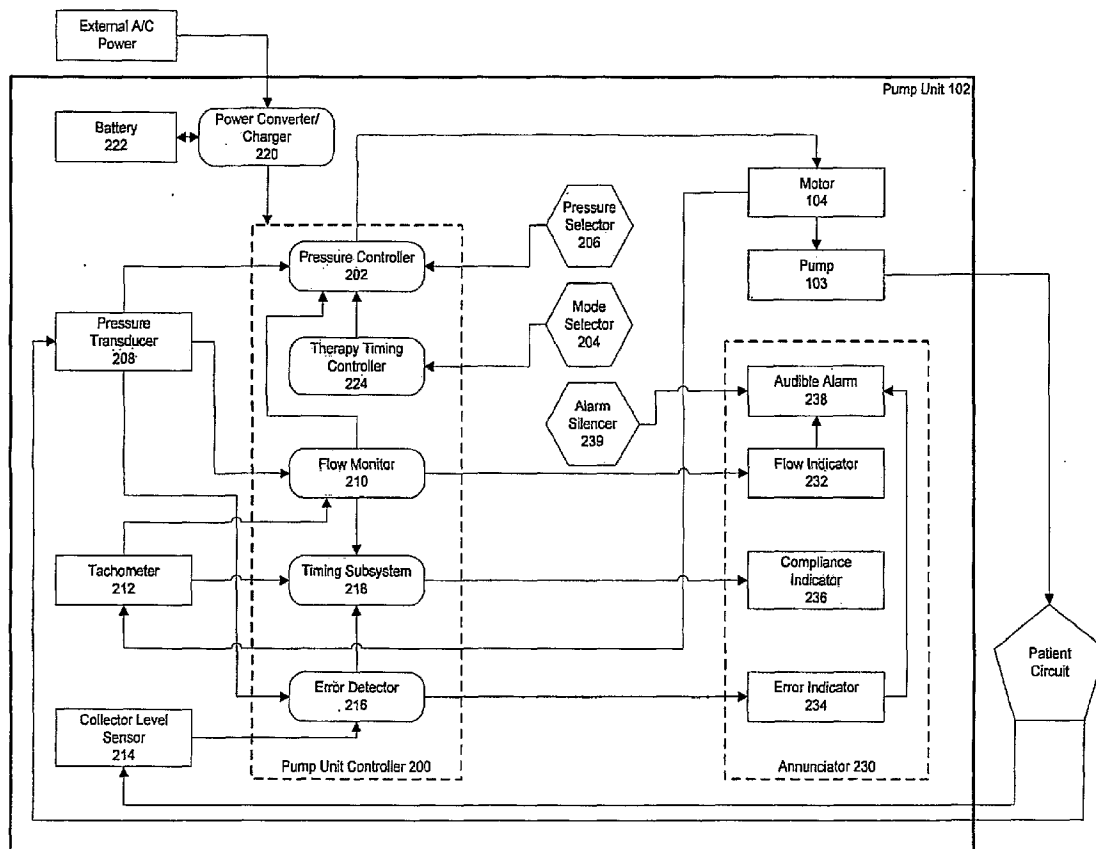 External A/C
Power
Pump Unit 102
Battery
222
Power Converter/
Charger
220
Motor
104
Pressure
Selector
206
Pressure Controller
202
Pump
103
Pressure
Transducer
208
Mode
Selector
204
Therapy Timing
Controller
224
Audible Alarm
238
Alarm
Silencer
239
Flow Monitor
210
Flow Indicator
232
Tachometer
212
Timing Subsystem
218
Compliance
Indicator
236
Patient
Circuit
Error Detector
216
Error Indicator
234
Collector Level
Sensor
214
Pump Unit Controller 200
Annunciator 230